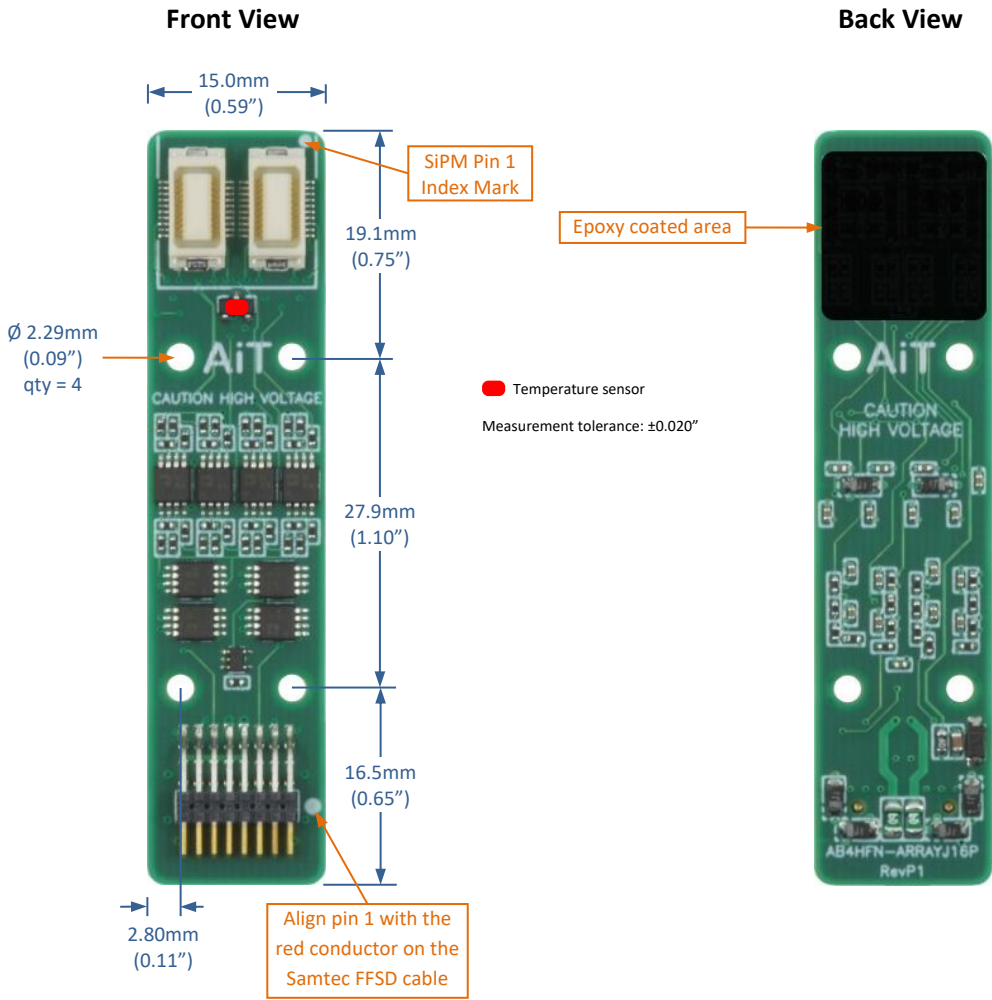 Front View
Back View
15.0mm
(0.59”)
SiPM Pin 1
Index Mark
19.1mm
(0.75”)
Epoxy coated area
Ø 2.29mm
(0.09”)
qty = 4
AiT
CAUTION HIGH VOLTAGE
AiT
CAUTION
HIGH VOLTAGE
Temperature sensor
Measurement tolerance: ±0.020”
27.9mm
(1.10”)
16.5mm
(0.65”)
2.80mm
(0.11”)
Align pin 1 with the
red conductor on the
Samtec FFSD cable
AB4HFN-ARRAYJ16P
RevP1